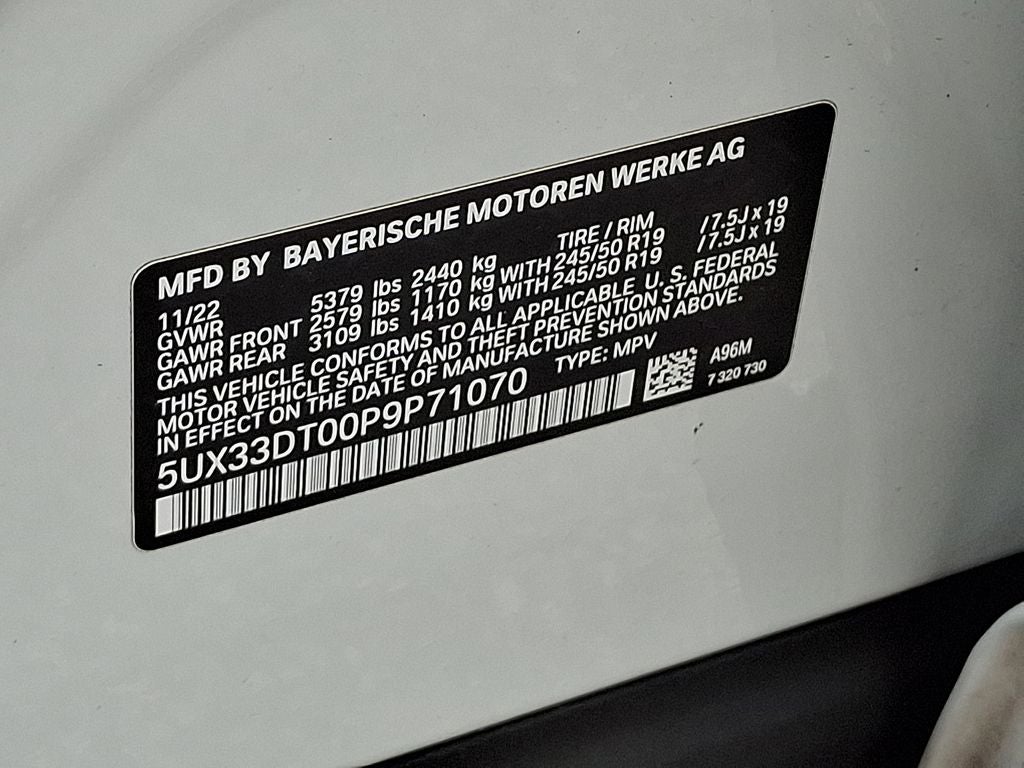 MFD BY BAYERISCHE MOTOREN WERKE AG
11/22 TIRE / RIM
GVWR 5379 lbs 2440 kg
GAWR FRONT 2579 lbs 1170 kg WITH 245/50 R19 / 7.5J x 19
GAWR REAR 3109 lbs 1410 kg WITH 245/50 R19 / 7.5J x 19
THIS VEHICLE CONFORMS TO ALL APPLICABLE U. S. FEDERAL
MOTOR VEHICLE SAFETY AND THEFT PREVENTION STANDARDS
IN EFFECT ON THE DATE OF MANUFACTURE SHOWN ABOVE.
5UX33DT00P9P71070 TYPE: MPV
A96M
7 320 730